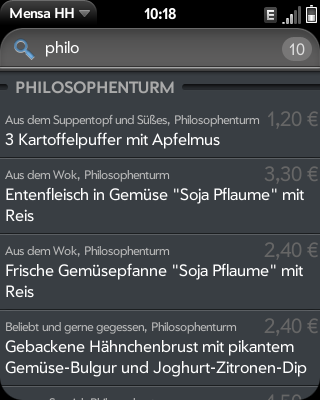 Mensa HH 10:18 E
philo 10
PHILOSOPHENTURM
Aus dem Suppentopf und Süßes, Philosophenturm 1,20 €
3 Kartoffelpuffer mit Apfelmus
Aus dem Wok, Philosophenturm 3,30 €
Entenfleisch in Gemüse "Soja Pflaume" mit
Reis
Aus dem Wok, Philosophenturm 2,40 €
Frische Gemüsepfanne "Soja Pflaume" mit
Reis
Beliebt und gerne gegessen, Philosophenturm 2,40 €
Gebackene Hähnchenbrust mit pikantem
Gemüse-Bulgur und Joghurt-Zitronen-Dip